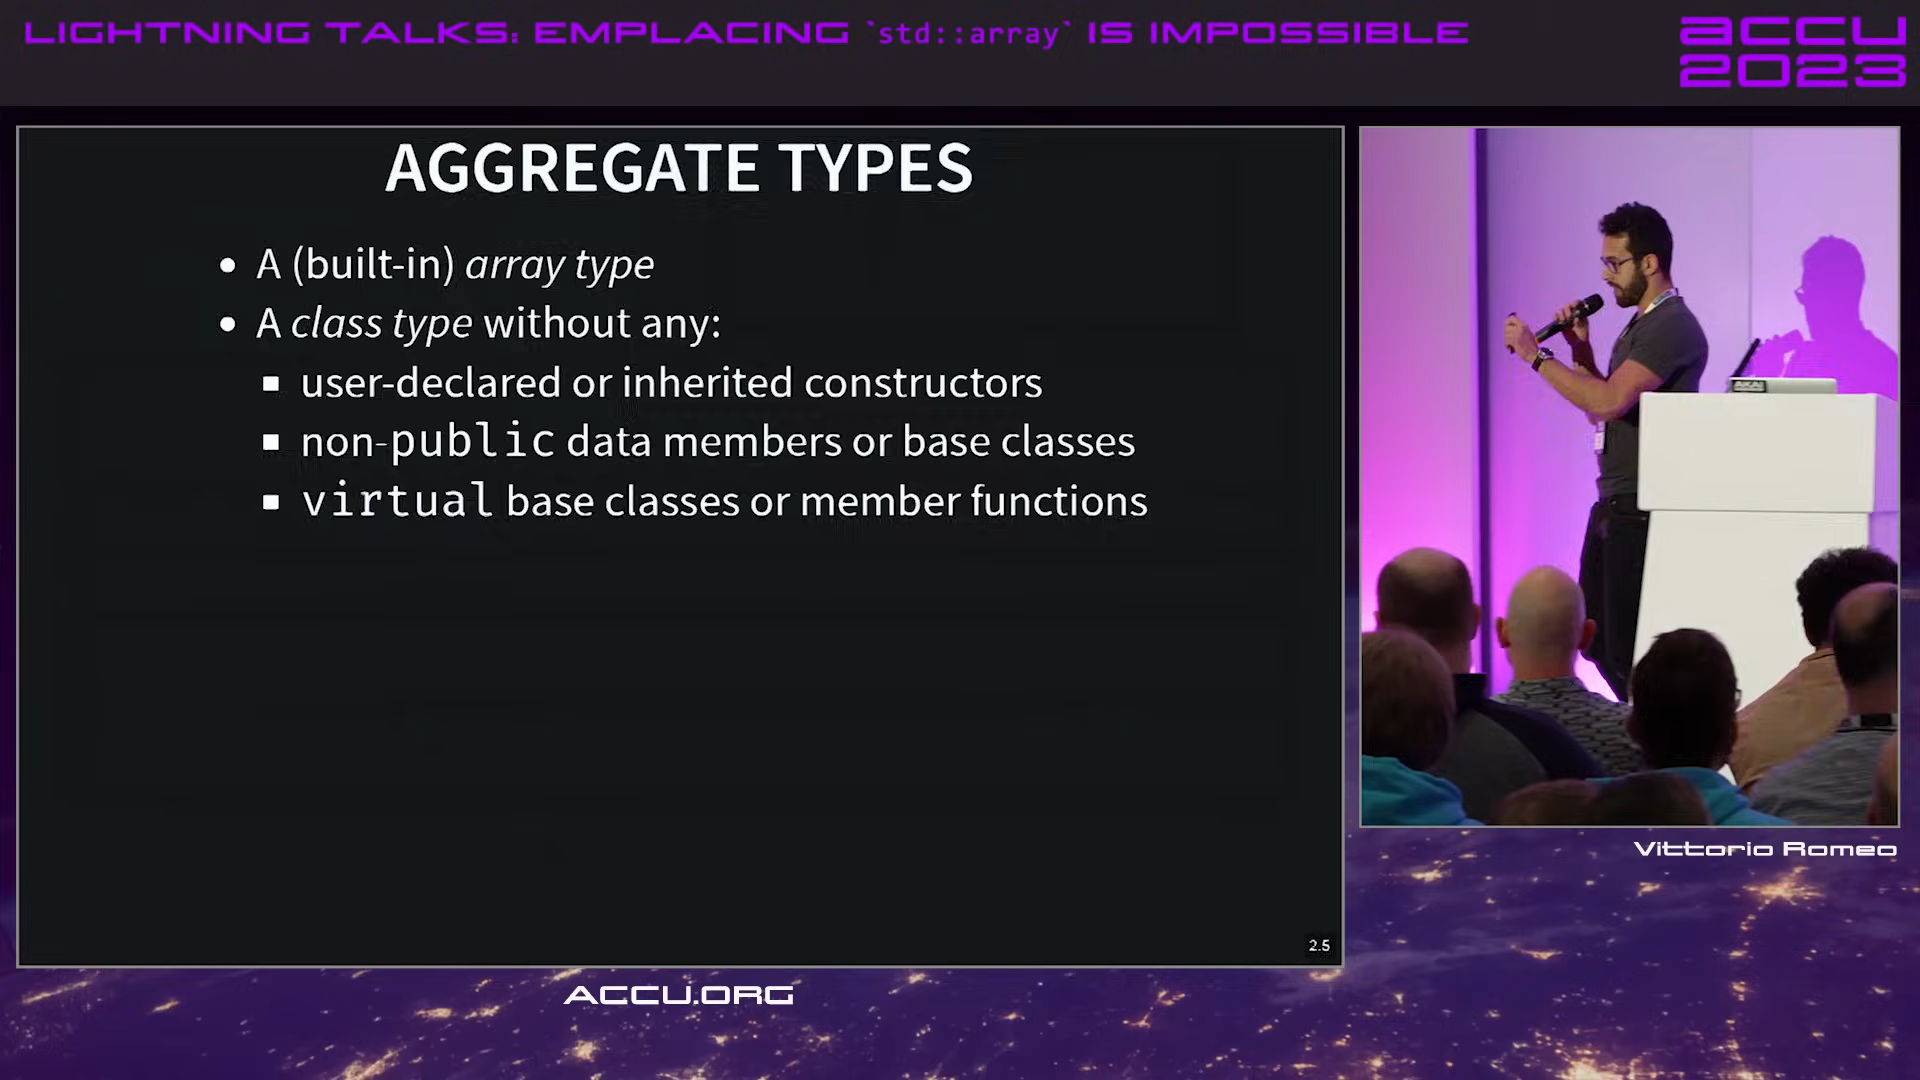 LIGHTNING TALKS: EMPLACING `std::array` IS IMPOSSIBLE
accu
2023
AGGREGATE TYPES
• A (built-in) array type
• A class type without any:
▪ user-declared or inherited constructors
▪ non-public data members or base classes
▪ virtual base classes or member functions
2.5
AKAI
Vittorio Romeo
ACCU.ORG